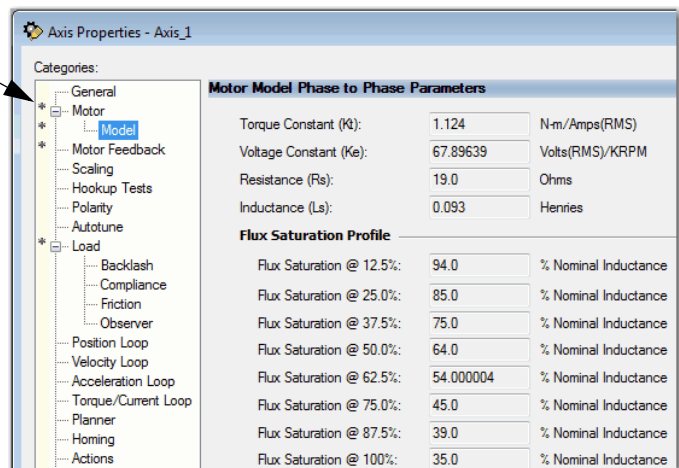 Axis Properties - Axis_1
Categories:
General
* Motor
* Model
* Motor Feedback
Scaling
Hookup Tests
Polarity
Autotune
* Load
Backlash
Compliance
Friction
Observer
Position Loop
Velocity Loop
Acceleration Loop
Torque/Current Loop
Planner
Homing
Actions
Motor Model Phase to Phase Parameters
Torque Constant (Kt): 1.124 N-m/Amps(RMS)
Voltage Constant (Ke): 67.89639 Volts(RMS)/KRPM
Resistance (Rs): 19.0 Ohms
Inductance (Ls): 0.093 Henries
Flux Saturation Profile
Flux Saturation @ 12.5%: 94.0 % Nominal Inductance
Flux Saturation @ 25.0%: 85.0 % Nominal Inductance
Flux Saturation @ 37.5%: 75.0 % Nominal Inductance
Flux Saturation @ 50.0%: 64.0 % Nominal Inductance
Flux Saturation @ 62.5%: 54.000004 % Nominal Inductance
Flux Saturation @ 75.0%: 45.0 % Nominal Inductance
Flux Saturation @ 87.5%: 39.0 % Nominal Inductance
Flux Saturation @ 100%: 35.0 % Nominal Inductance